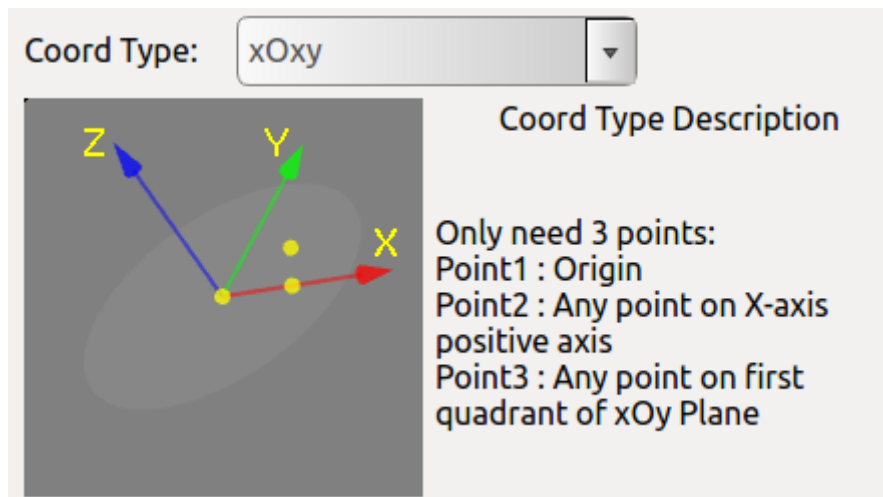 Coord Type: xOxy
Coord Type Description
Z
Y
X
Only need 3 points:
Point1 : Origin
Point2 : Any point on X-axis
positive axis
Point3 : Any point on first
quadrant of xOy Plane